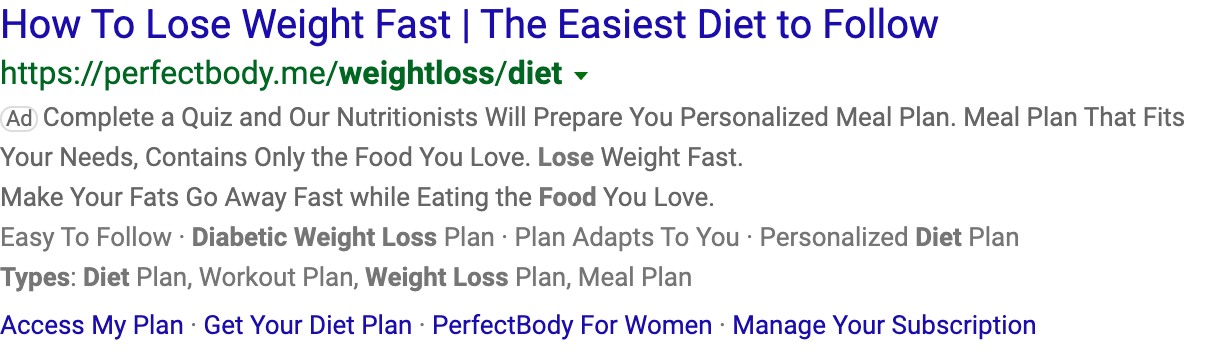 How To Lose Weight Fast | The Easiest Diet to Follow
https://perfectbody.me/weightloss/diet
Ad Complete a Quiz and Our Nutritionists Will Prepare You Personalized Meal Plan. Meal Plan That Fits
Your Needs, Contains Only the Food You Love. Lose Weight Fast.
Make Your Fats Go Away Fast while Eating the Food You Love.
Easy To Follow · Diabetic Weight Loss Plan · Plan Adapts To You · Personalized Diet Plan
Types: Diet Plan, Workout Plan, Weight Loss Plan, Meal Plan
Access My Plan · Get Your Diet Plan · PerfectBody For Women · Manage Your Subscription